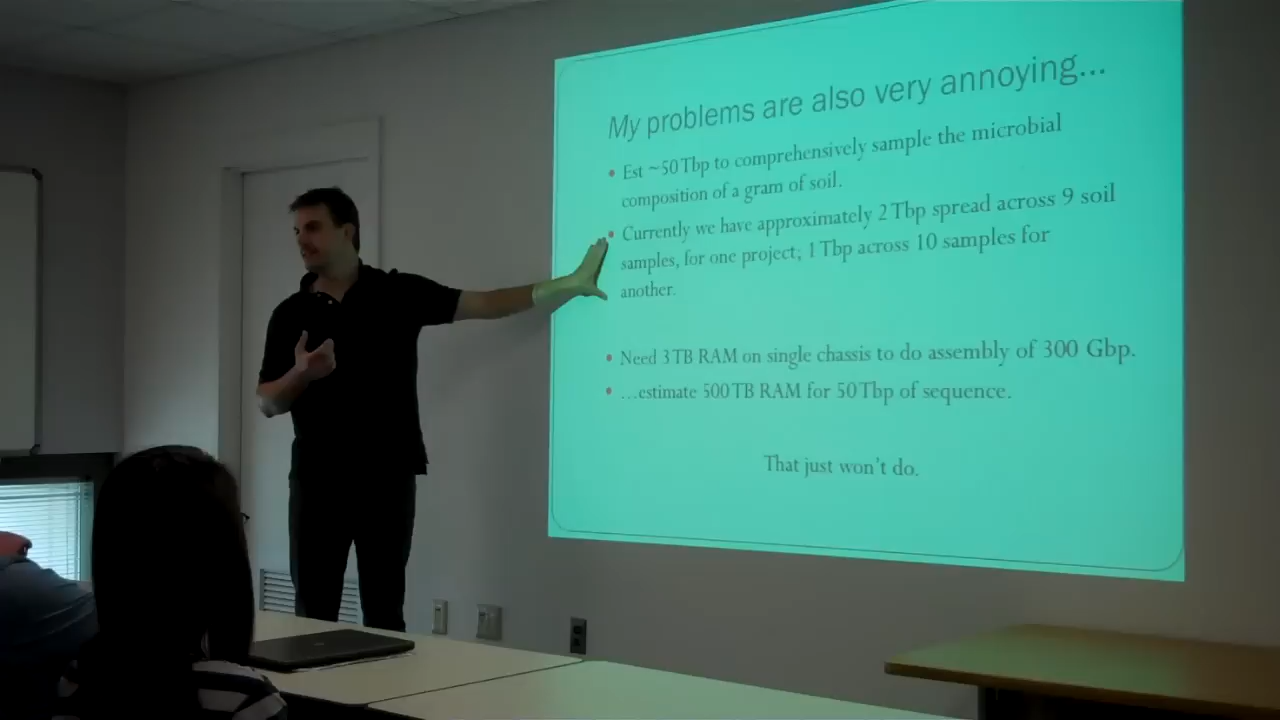 My problems are also very annoying...
• Est ~50 Tbp to comprehensively sample the microbial
composition of a gram of soil.
• Currently we have approximately 2 Tbp spread across 9 soil
samples, for one project; 1 Tbp across 10 samples for
another.
• Need 3 TB RAM on single chassis to do assembly of 300 Gbp.
• ...estimate 500 TB RAM for 50 Tbp of sequence.
That just won't do.